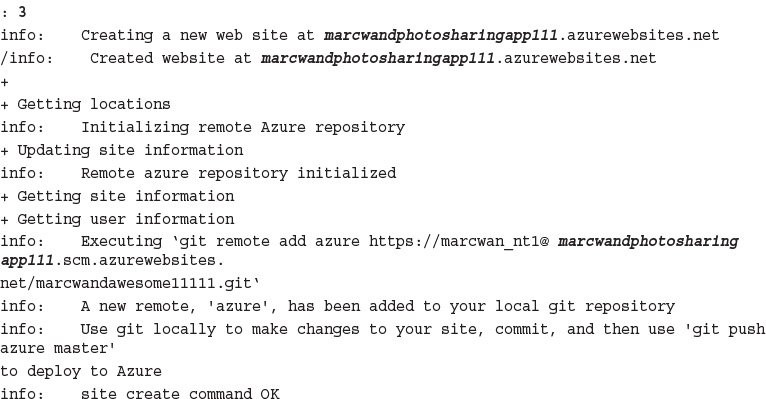 : 3
info:    Creating a new web site at marcwandphotosharingapp111.azurewebsites.net
/info:    Created website at marcwandphotosharingapp111.azurewebsites.net
+
+ Getting locations
info:    Initializing remote Azure repository
+ Updating site information
info:    Remote azure repository initialized
+ Getting site information
+ Getting user information
info:    Executing ‘git remote add azure https://marcwan_nt1@ marcwandphotosharing
app111.scm.azurewebsites.
net/marcwandawesome11111.git‘
info:    A new remote, 'azure', has been added to your local git repository
info:    Use git locally to make changes to your site, commit, and then use 'git push
azure master'
to deploy to Azure
info:    site create command OK